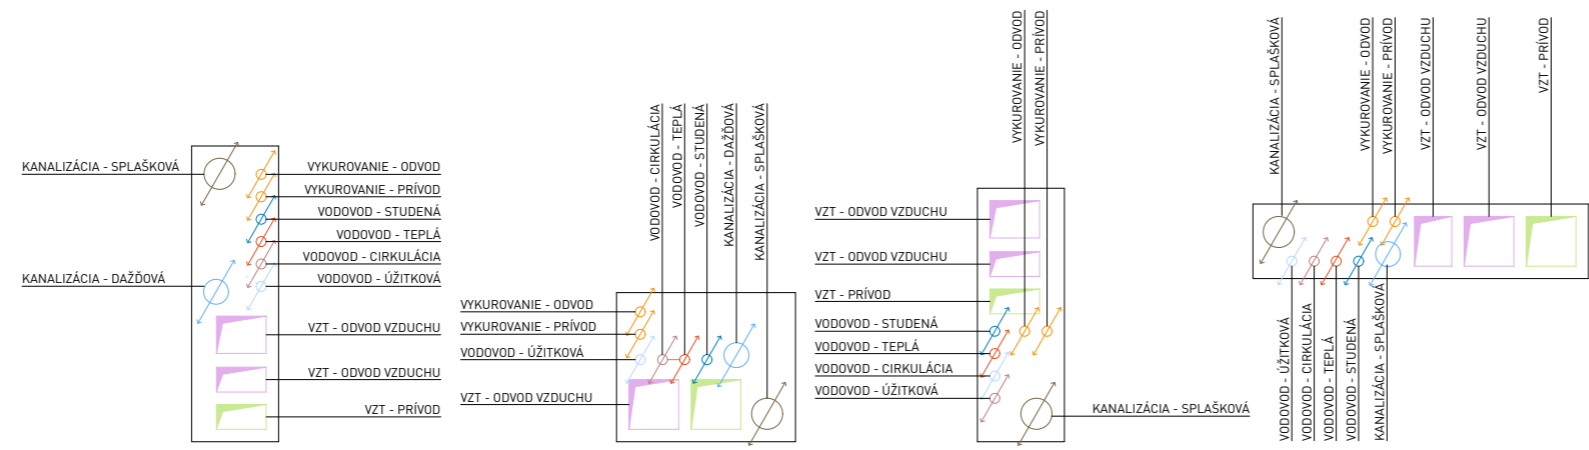 KANALIZÁCIA - SPLAŠKOVÁ
KANALIZÁCIA - DAŽĎOVÁ
VYKUROVANIE - ODVOD
VYKUROVANIE - PRÍVOD
VODOVOD - STUDENÁ
VODOVOD - TEPLÁ
VODOVOD - CIRKULÁCIA
VODOVOD - ÚŽITKOVÁ
VZT - ODVOD VZDUCHU
VZT - ODVOD VZDUCHU
VZT - PRÍVOD
VODOVOD - CIRKULÁCIA
VODOVOD - TEPLÁ
VODOVOD - STUDENÁ
KANALIZÁCIA - DAŽĎOVÁ
KANALIZÁCIA - SPLAŠKOVÁ
VYKUROVANIE - ODVOD
VYKUROVANIE - PRÍVOD
VODOVOD - ÚŽITKOVÁ
VZT - ODVOD VZDUCHU
VYKUROVANIE - ODVOD
VYKUROVANIE - PRÍVOD
VZT - ODVOD VZDUCHU
VZT - ODVOD VZDUCHU
VZT - PRÍVOD
VODOVOD - STUDENÁ
VODOVOD - TEPLÁ
VODOVOD - CIRKULÁCIA
VODOVOD - ÚŽITKOVÁ
KANALIZÁCIA - SPLAŠKOVÁ
KANALIZÁCIA - SPLAŠKOVÁ
VYKUROVANIE - ODVOD
VYKUROVANIE - PRÍVOD
VZT - ODVOD VZDUCHU
VZT - ODVOD VZDUCHU
VZT - PRÍVOD
VODOVOD - ÚŽITKOVÁ
VODOVOD - CIRKULÁCIA
VODOVOD - TEPLÁ
VODOVOD - STUDENÁ
KANALIZÁCIA - SPLAŠKOVÁ